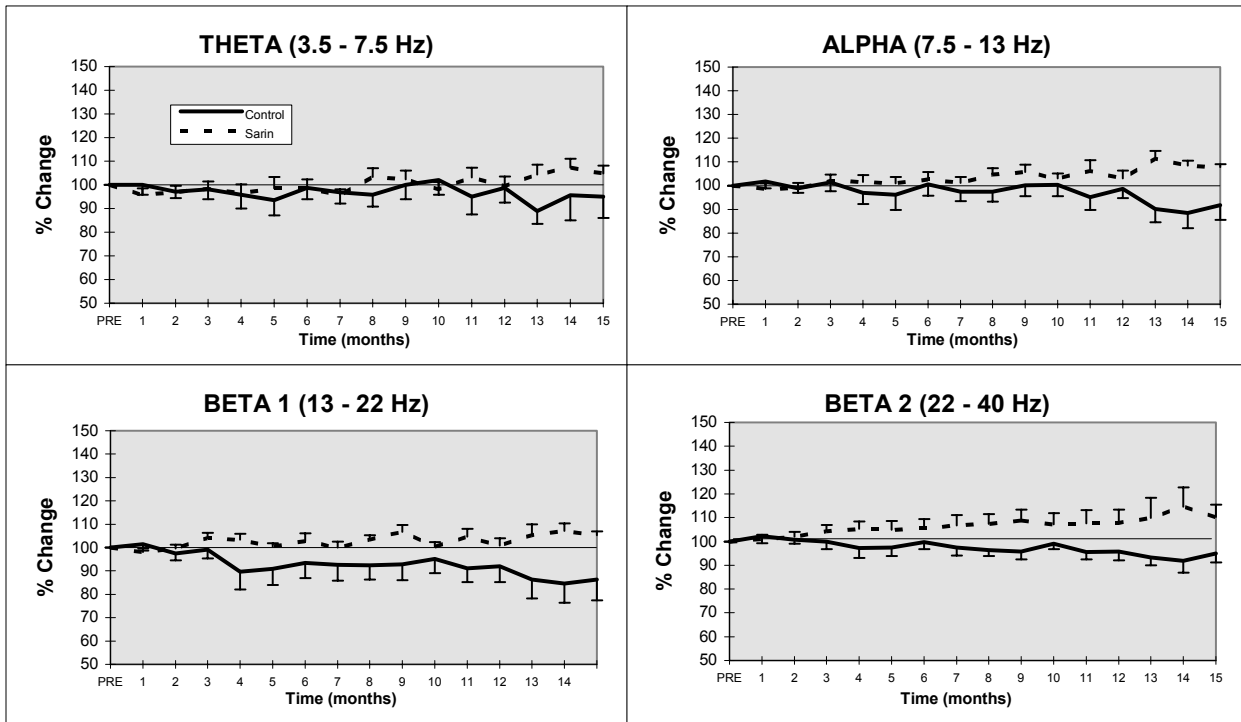 THETA (3.5 - 7.5 Hz)
150
140
130
120
110
100
90
80
70
60
50
% Change
Control
Sarin
PRE 1 2 3 4 5 6 7 8 9 10 11 12 13 14 15
Time (months)
ALPHA (7.5 - 13 Hz)
150
140
130
120
110
100
90
80
70
60
50
% Change
PRE 1 2 3 4 5 6 7 8 9 10 11 12 13 14 15
Time (months)
BETA 1 (13 - 22 Hz)
150
140
130
120
110
100
90
80
70
60
50
% Change
PRE 1 2 3 4 5 6 7 8 9 10 11 12 13 14
Time (months)
BETA 2 (22 - 40 Hz)
150
140
130
120
110
100
90
80
70
60
50
% Change
PRE 1 2 3 4 5 6 7 8 9 10 11 12 13 14 15
Time (months)